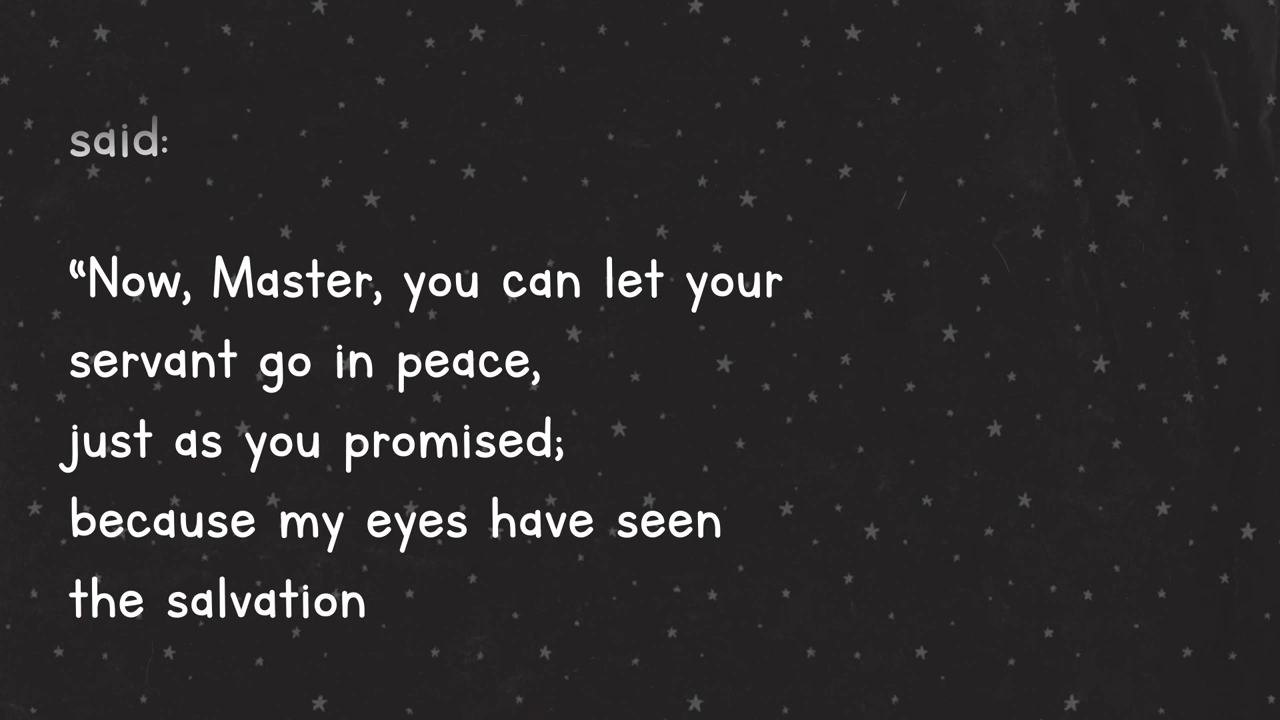 said:
“Now, Master, you can let your
servant go in peace,
just as you promised;
because my eyes have seen
the salvation